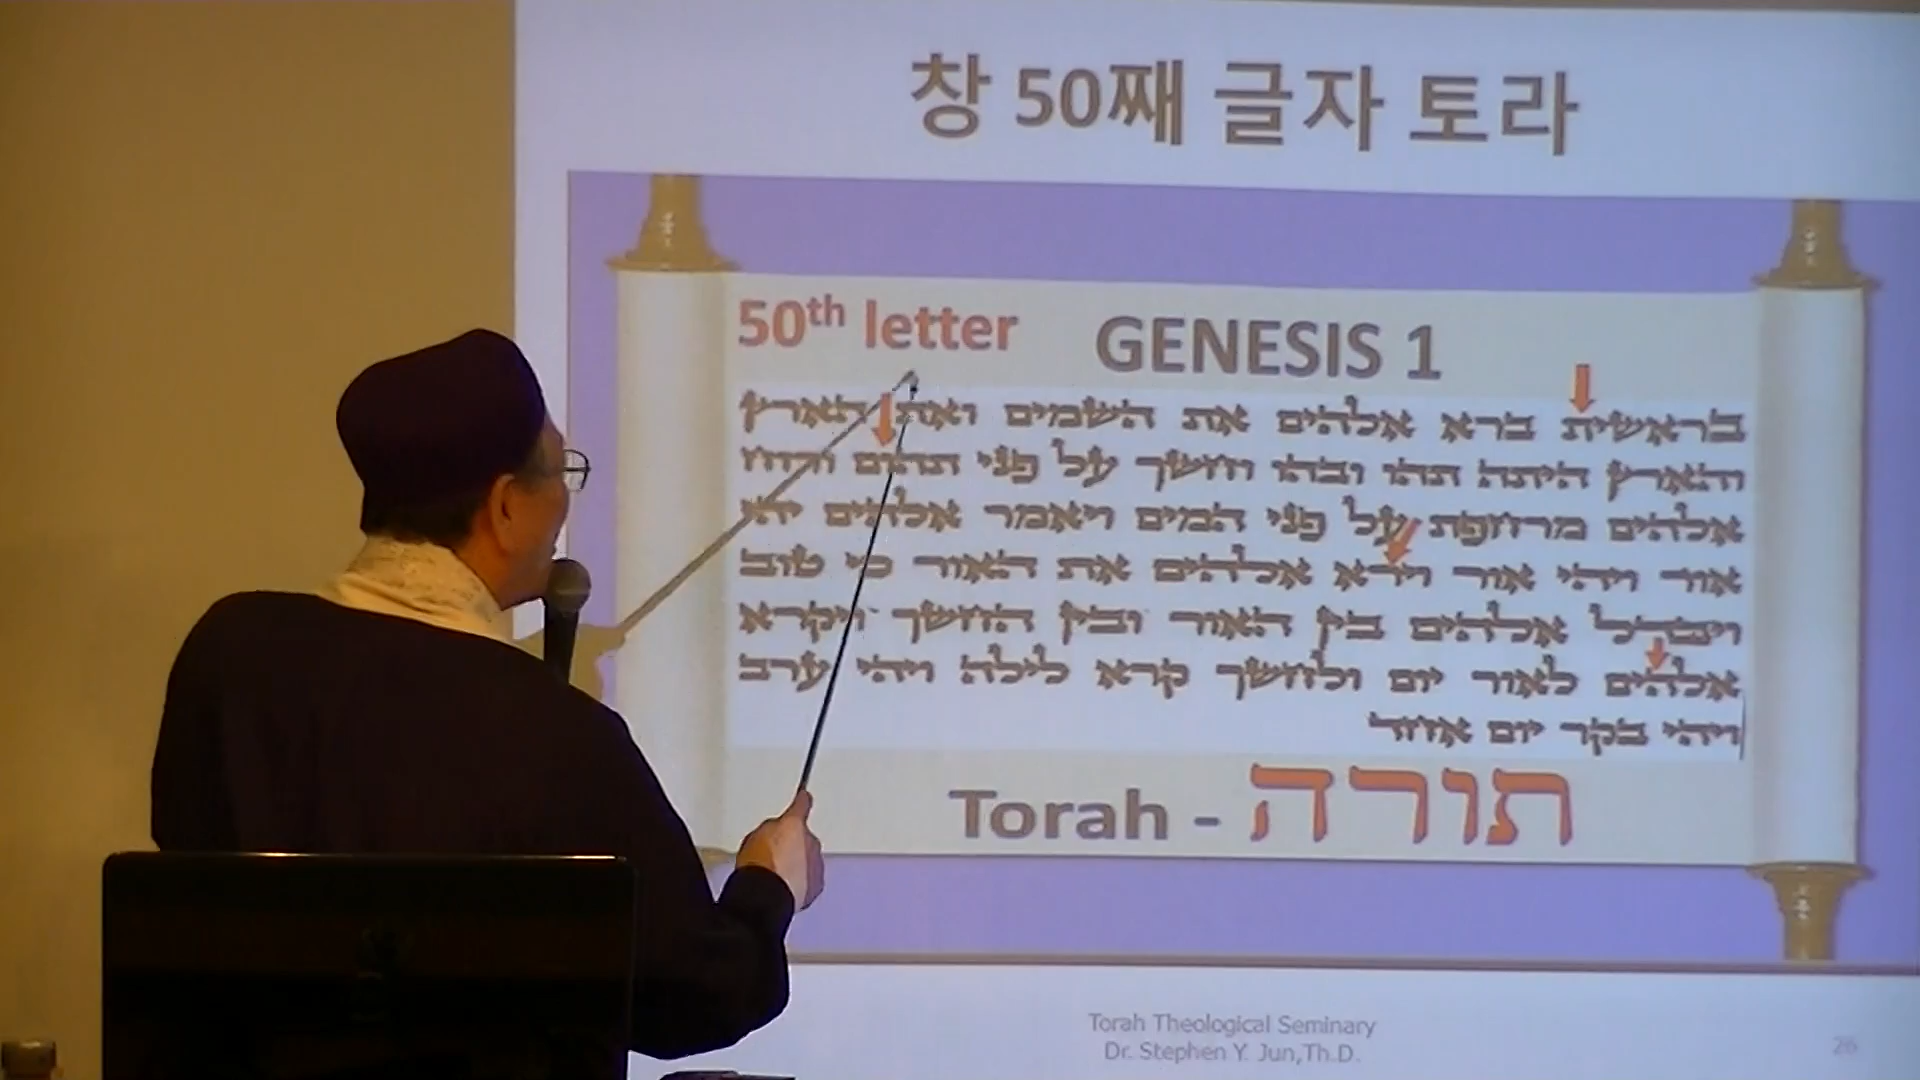 창 50째 글자 토라
50th letter GENESIS 1
בראשית ברא אלהים את השמים ואת הארץ
והארץ היתה תהו ובהו וחשך על פני תהום ורוח
אלהים מרחפת על פני המים ויאמר אלהים יהי
אור ויהי אור וירא אלהים את האור כי טוב
ויבדל אלהים בין האור ובין החשך ויקרא
אלהים לאור יום ולחשך קרא לילה ויהי ערב
ויהי בקר יום אחד
Torah - תורה
Torah Theological Seminary
Dr. Stephen Y. Jun,Th.D.
26